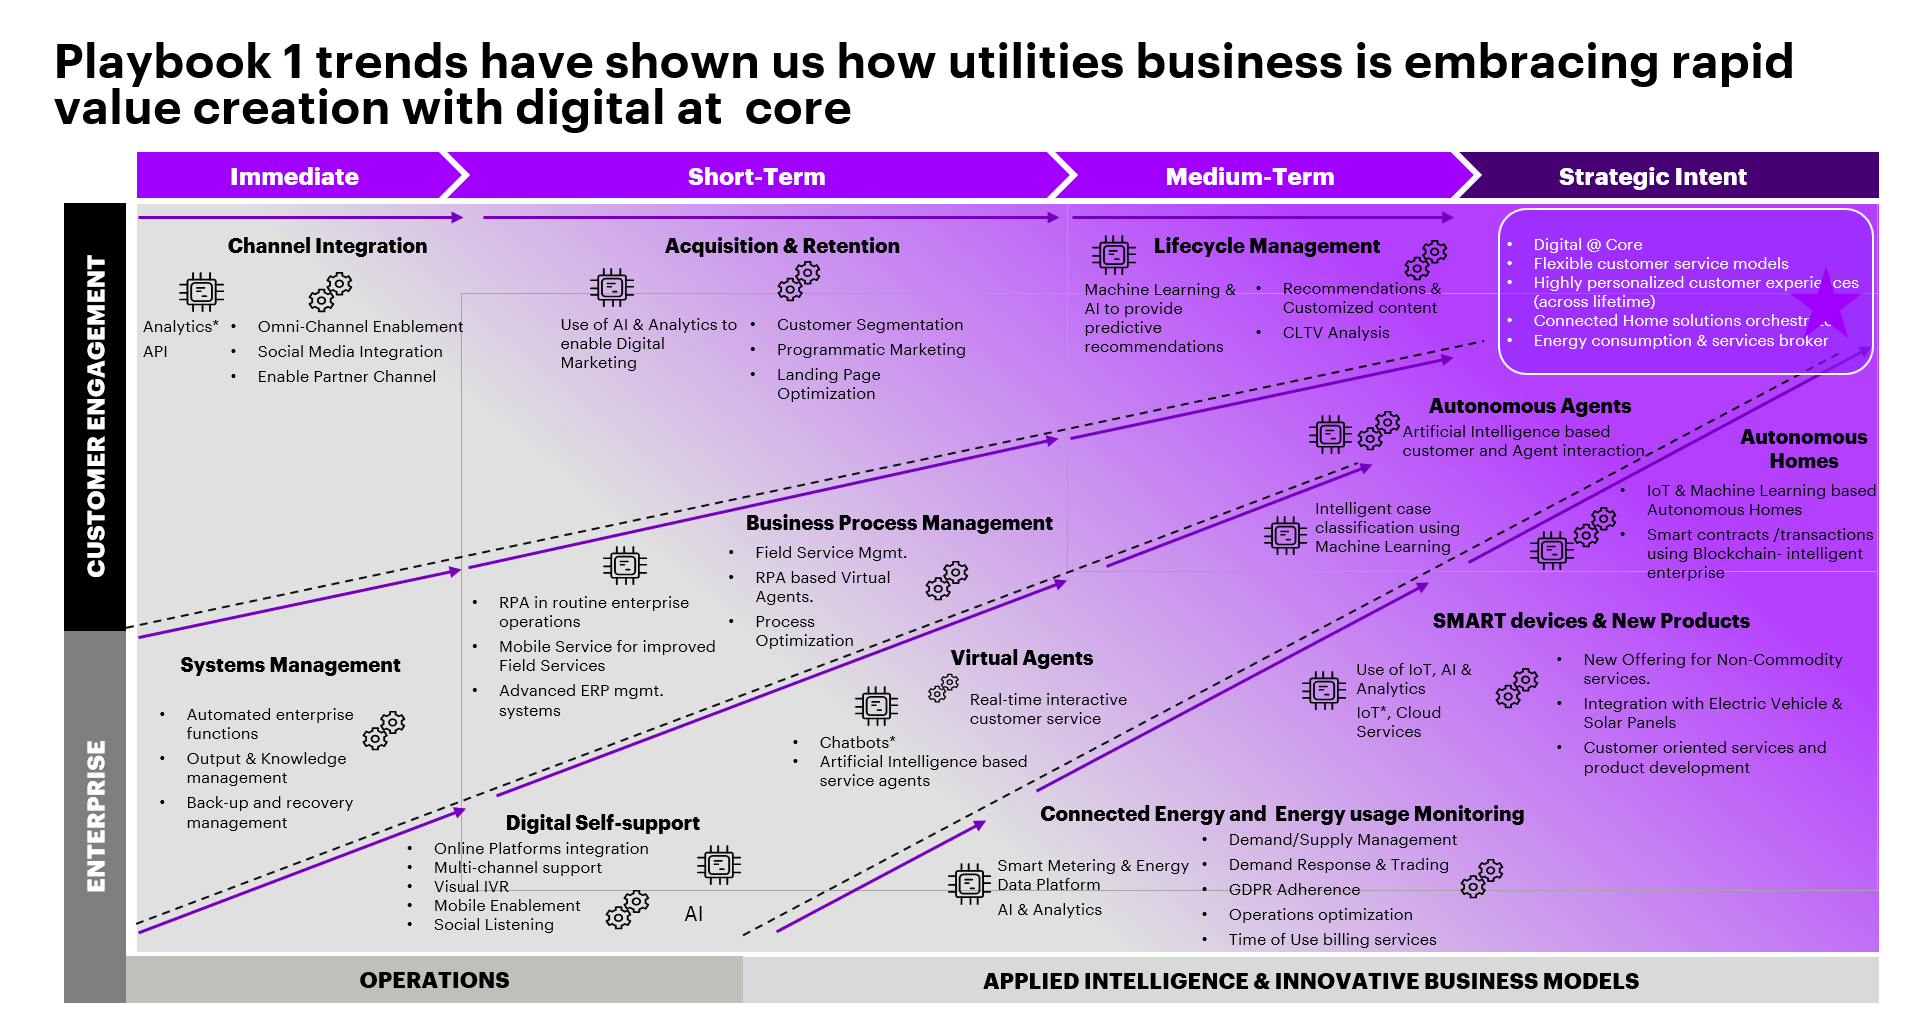 Playbook 1 trends have shown us how utilities business is embracing rapid
value creation with digital at  core
Immediate
Short-Term
Medium-Term
Strategic Intent
CUSTOMER ENGAGEMENT
ENTERPRISE
Channel Integration
Analytics*
API
• Omni-Channel Enablement
• Social Media Integration
• Enable Partner Channel
Acquisition & Retention
Use of AI & Analytics to
enable Digital
Marketing
• Customer Segmentation
• Programmatic Marketing
• Landing Page
Optimization
Lifecycle Management
Machine Learning &
AI to provide
predictive
recommendations
• Recommendations &
Customized content
• CLTV Analysis
• Digital @ Core
• Flexible customer service models
• Highly personalized customer experiences
(across lifetime)
• Connected Home solutions
• Energy consumption & services broker
Autonomous Agents
Artificial Intelligence based
customer and Agent interaction
Intelligent case
classification using
Machine Learning
Autonomous
Homes
• IoT & Machine Learning based
Autonomous Homes
• Smart contracts /transactions
using Blockchain- intelligent
enterprise
Business Process Management
• Field Service Mgmt.
• RPA based Virtual
Agents.
• Process
Optimization
• RPA in routine enterprise
operations
• Mobile Service for improved
Field Services
• Advanced ERP mgmt.
systems
Systems Management
• Automated enterprise
functions
• Output & Knowledge
management
• Back-up and recovery
management
Virtual Agents
Real-time interactive
customer service
• Chatbots*
• Artificial Intelligence based
service agents
SMART devices & New Products
Use of IoT, AI &
Analytics
IoT*, Cloud
Services
• New Offering for Non-Commodity
services.
• Integration with Electric Vehicle &
Solar Panels
• Customer oriented services and
product development
Digital Self-support
• Online Platforms integration
• Multi-channel support
• Visual IVR
• Mobile Enablement
• Social Listening
AI
Connected Energy and  Energy usage Monitoring
Smart Metering & Energy
Data Platform
AI & Analytics
• Demand/Supply Management
• Demand Response & Trading
• GDPR Adherence
• Operations optimization
• Time of Use billing services
OPERATIONS
APPLIED INTELLIGENCE & INNOVATIVE BUSINESS MODELS